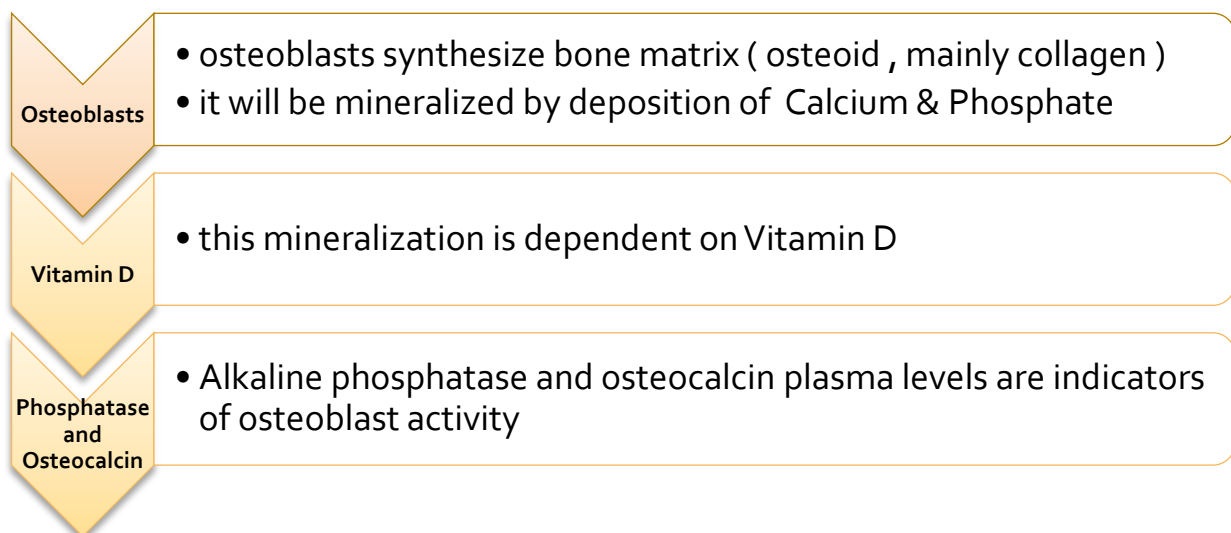 Osteoblasts
• osteoblasts synthesize bone matrix ( osteoid , mainly collagen )
• it will be mineralized by deposition of Calcium & Phosphate
Vitamin D
• this mineralization is dependent on Vitamin D
Phosphatase
and
Osteocalcin
• Alkaline phosphatase and osteocalcin plasma levels are indicators
of osteoblast activity